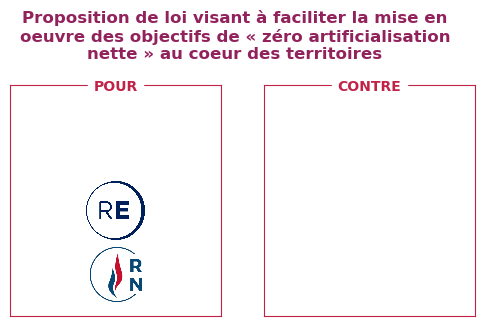 Proposition de loi visant à faciliter la mise en
oeuvre des objectifs de « zéro artificialisation
nette » au coeur des territoires
POUR
CONTRE
RE
R
N